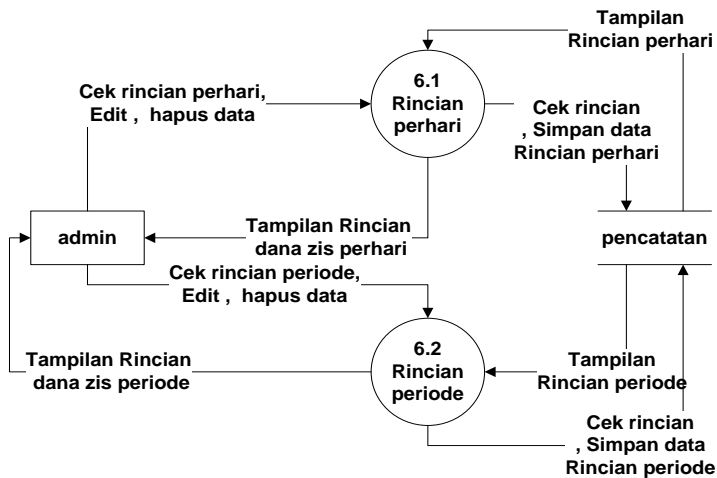 Tampilan
Rincian perhari
Cek rincian perhari,
Edit , hapus data
6.1
Rincian
perhari
Cek rincian
, Simpan data
Rincian perhari
admin
Tampilan Rincian
dana zis perhari
pencatatan
Cek rincian periode,
Edit , hapus data
Tampilan Rincian
dana zis periode
6.2
Rincian
periode
Tampilan
Rincian periode
Cek rincian
, Simpan data
Rincian periode